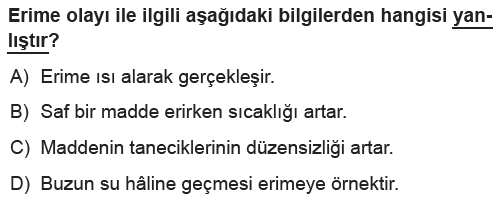 Erime olayı ile ilgili aşağıdaki bilgilerden hangisi yan-
lıştır?
A) Erime ısı alarak gerçekleşir.
B) Saf bir madde erirken sıcaklığı artar.
C) Maddenin taneciklerinin düzensizliği artar.
D) Buzun su hâline geçmesi erimeye örnektir.